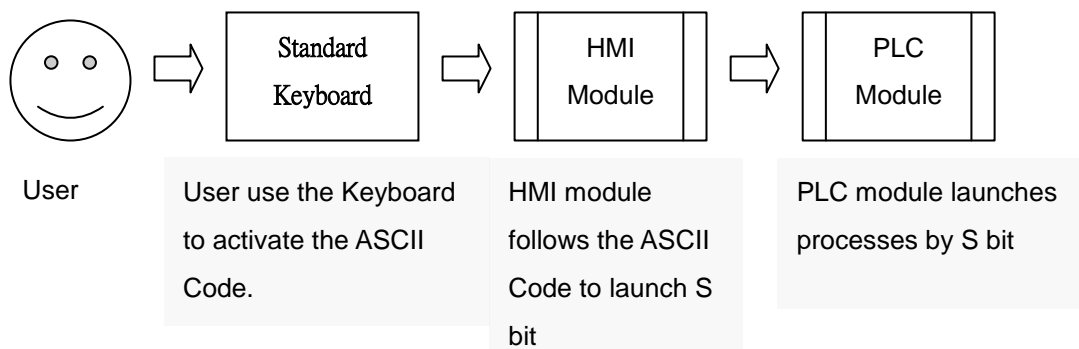 Standard
Keyboard
HMI
Module
PLC
Module
User
User use the Keyboard
to activate the ASCII
Code.
HMI module
follows the ASCII
Code to launch S
bit
PLC module launches
processes by S bit